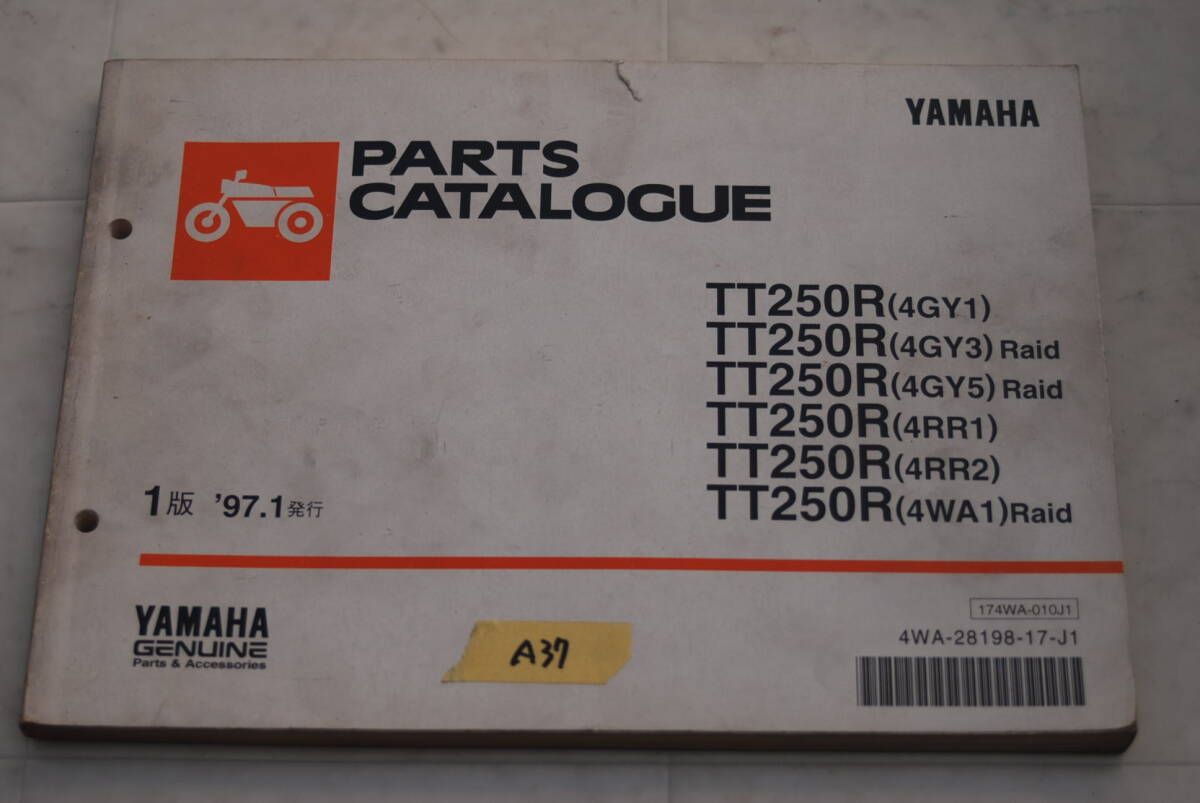 YAMAHA
PARTS
CATALOGUE
TT250R(4GY1)
TT250R(4GY3) Raid
TT250R(4GY5) Raid
TT250R(4RR1)
TT250R(4RR2)
TT250R(4WA1) Raid
1版 '97.1発行
YAMAHA
GENUINE
Parts & Accessories
A37
174WA-010J1
4WA-28198-17-J1